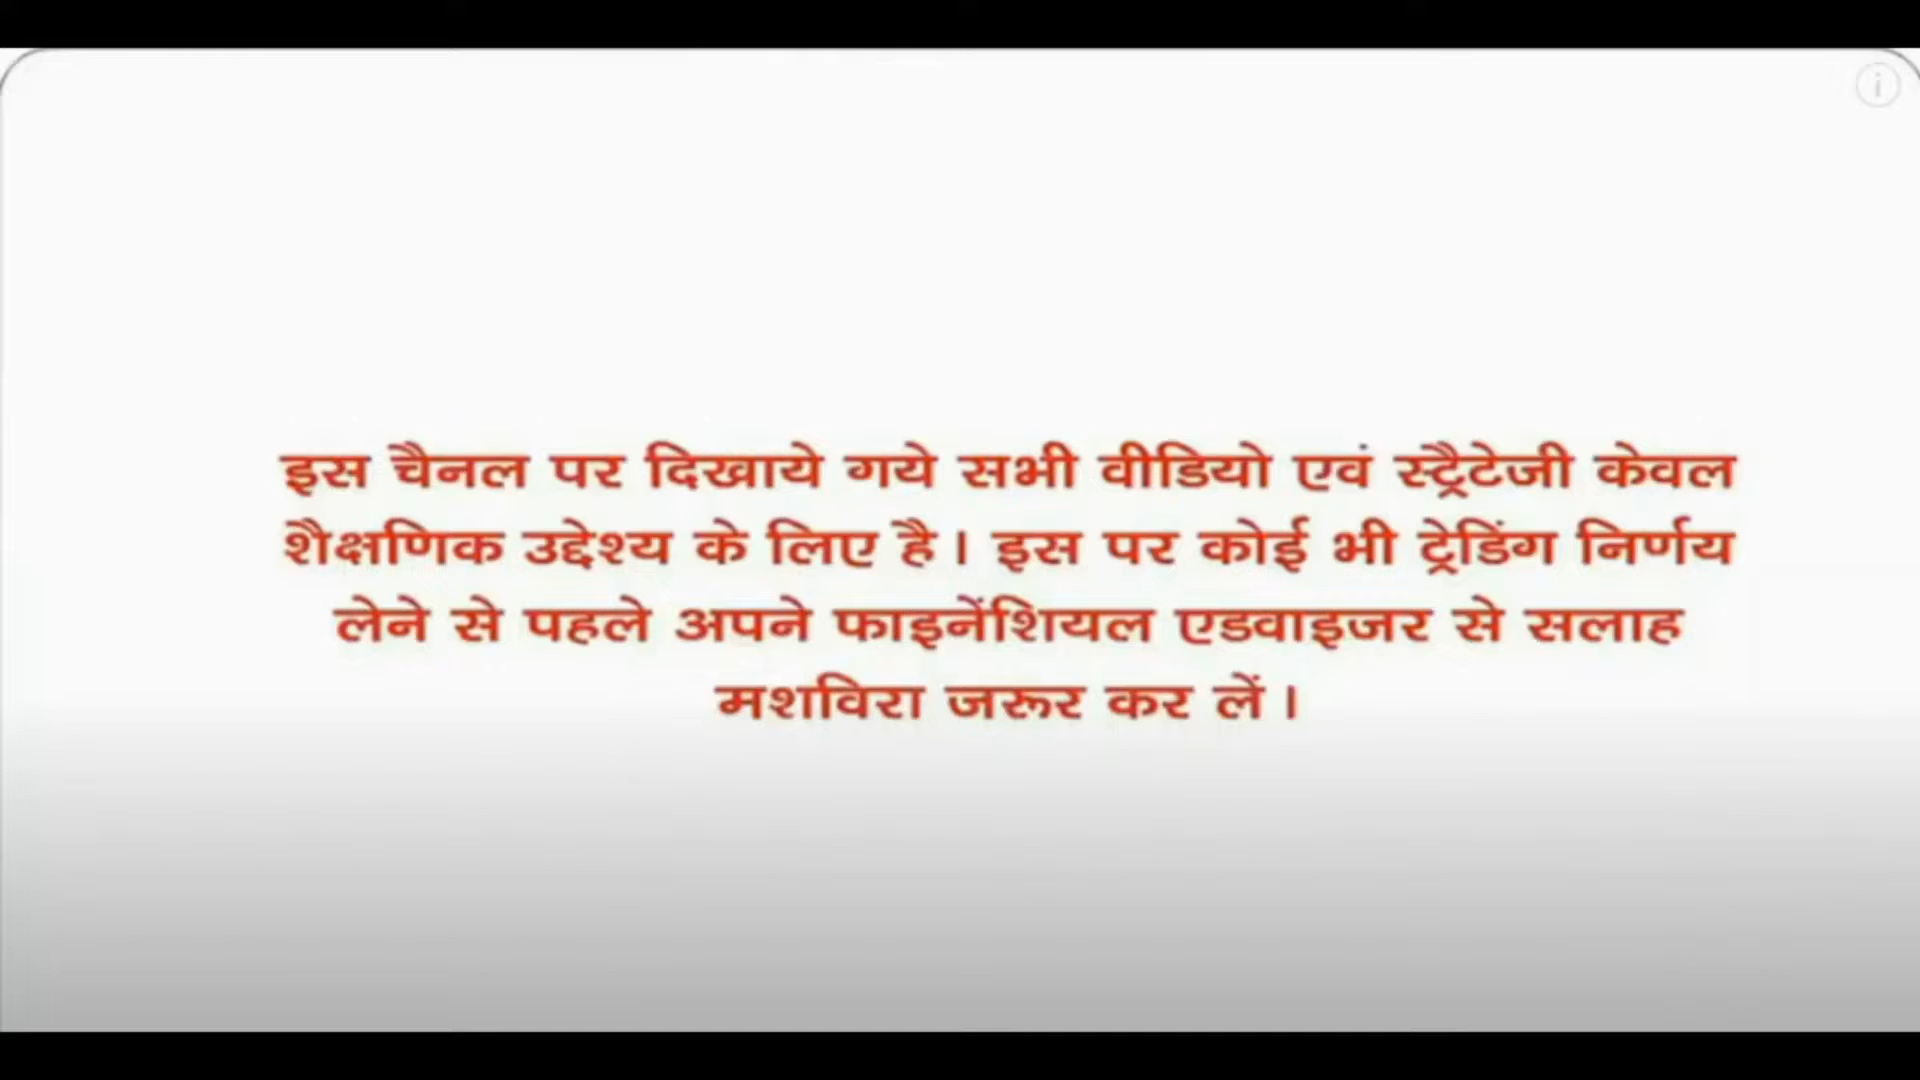 इस चैनल पर दिखाये गये सभी वीडियो एवं स्ट्रैटेजी केवल
शैक्षणिक उद्देश्य के लिए है । इस पर कोई भी ट्रेडिंग निर्णय
लेने से पहले अपने फाइनेंशियल एडवाइजर से सलाह
मशविरा जरूर कर लें ।